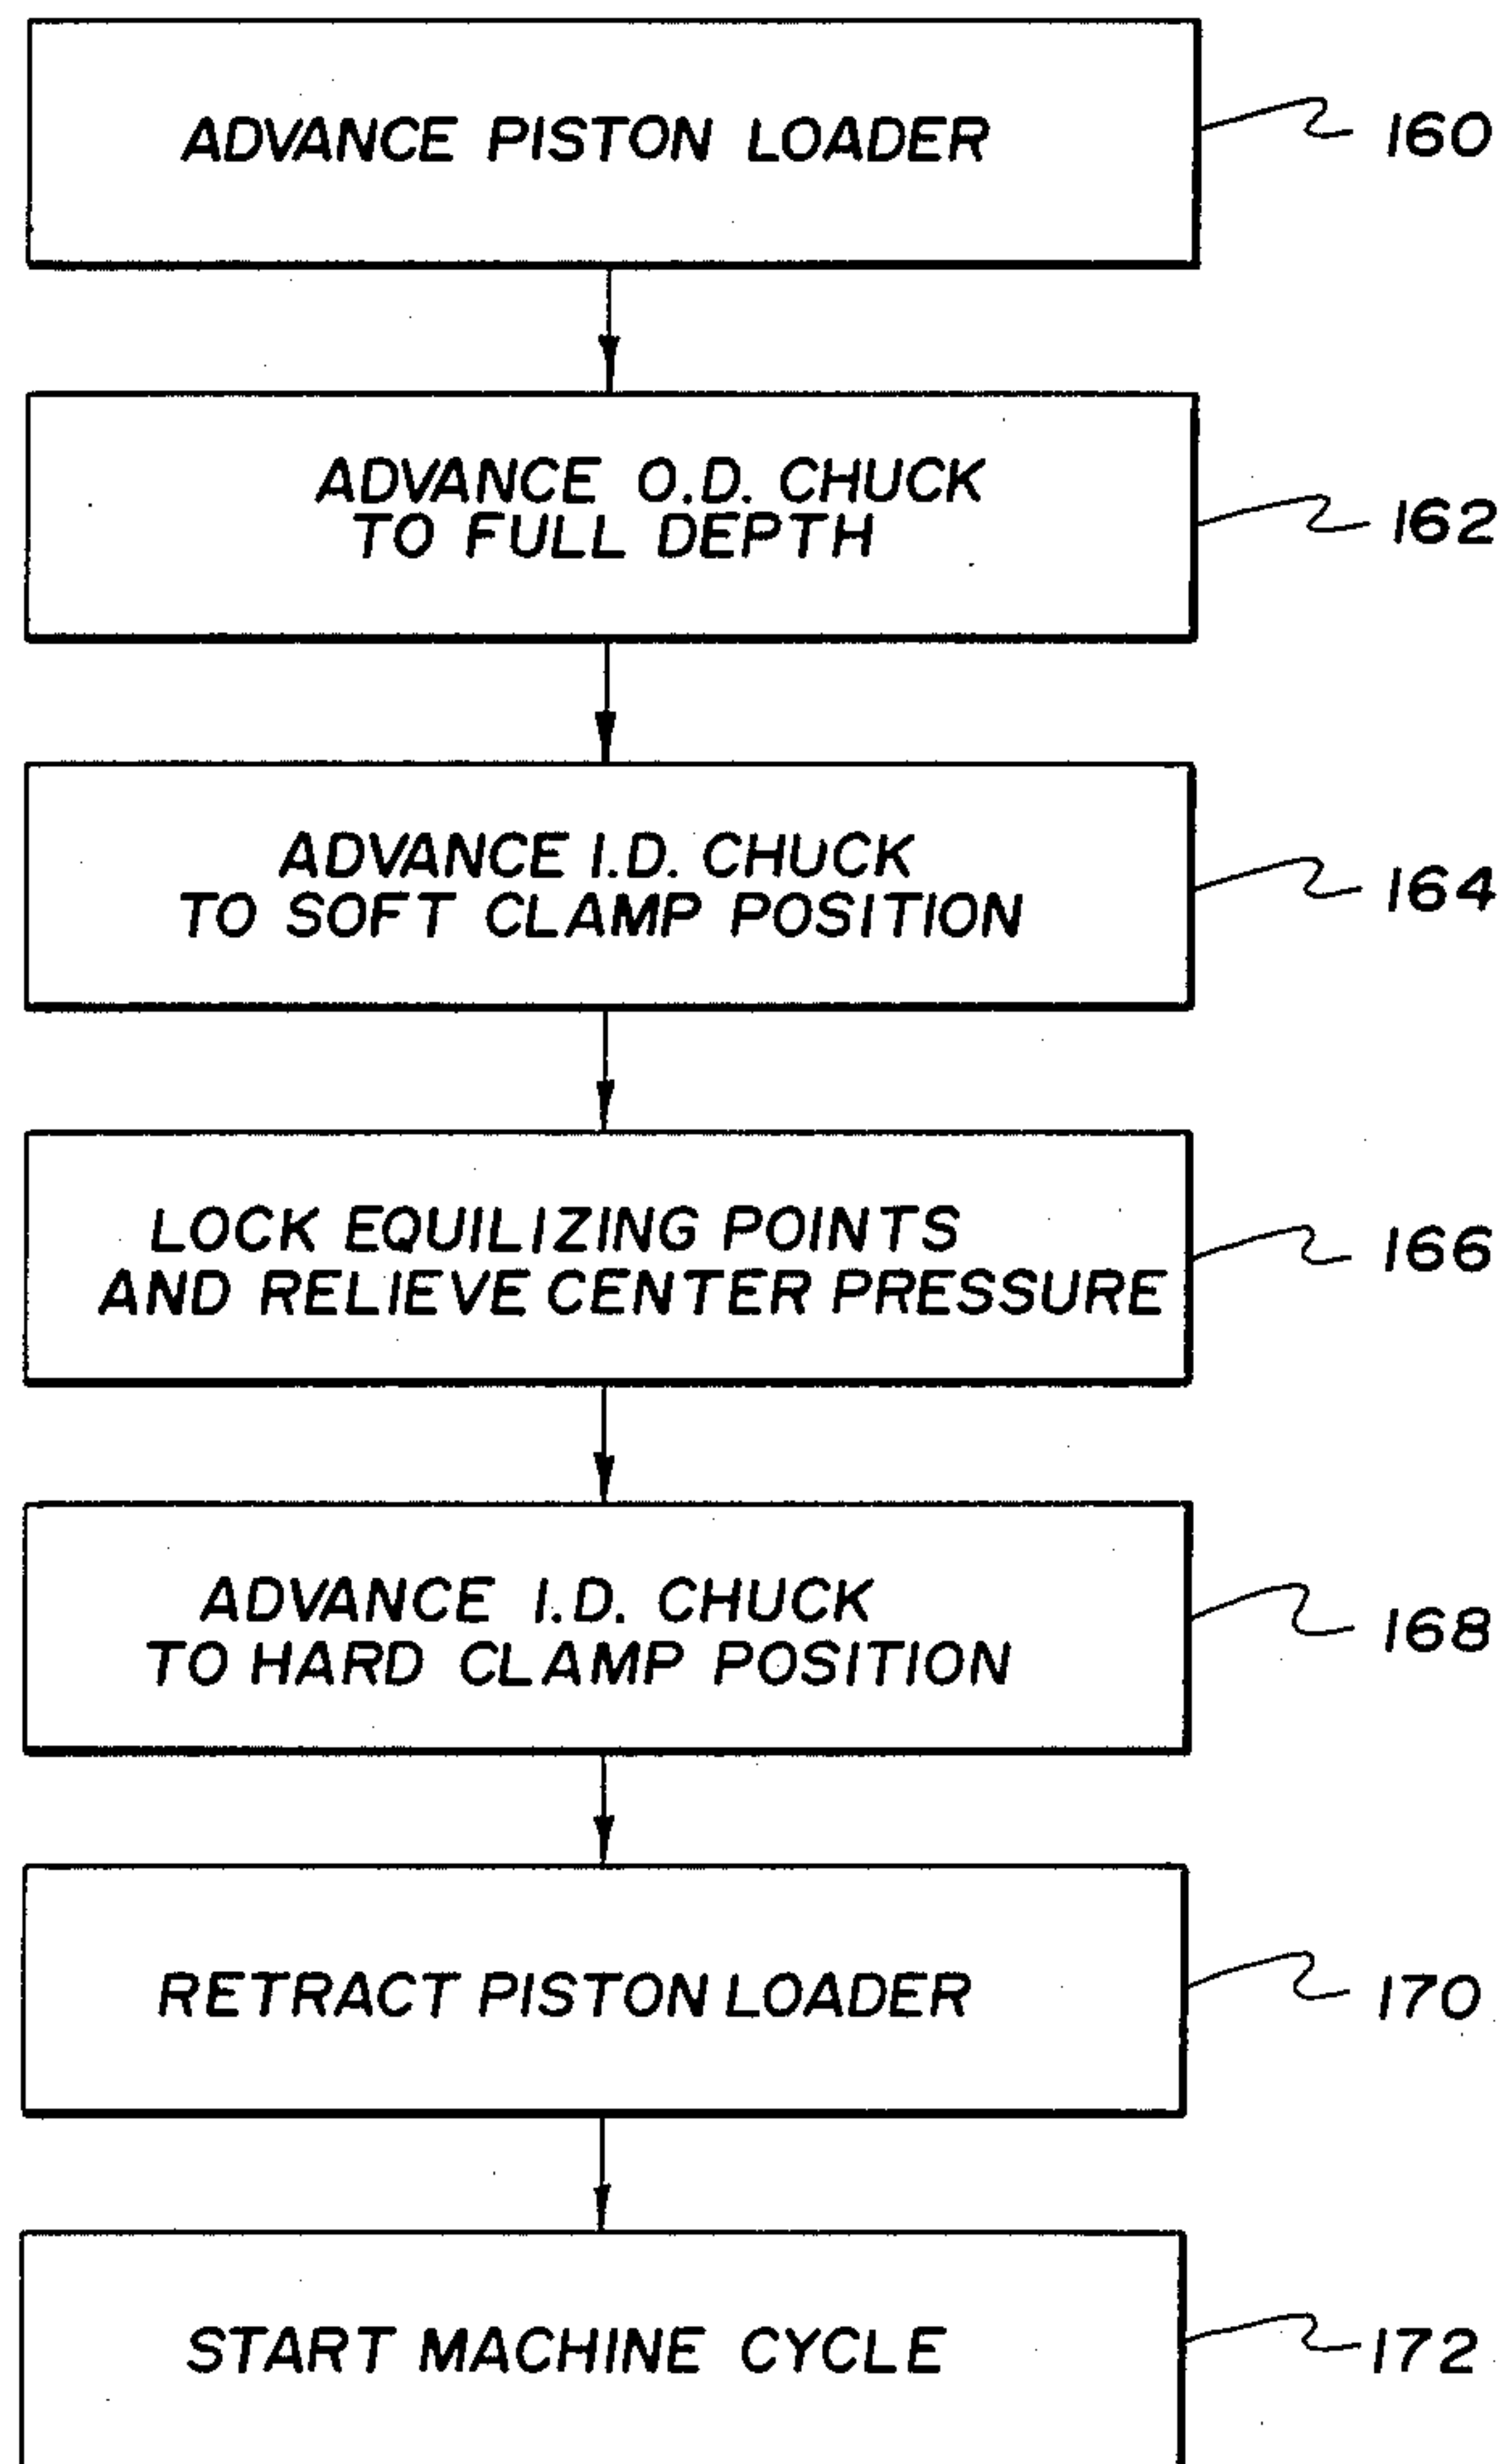 ADVANCE PISTON LOADER
160
ADVANCE O.D. CHUCK
TO FULL DEPTH
162
ADVANCE I.D. CHUCK
TO SOFT CLAMP POSITION
164
LOCK EQUILIZING POINTS
AND RELIEVE CENTER PRESSURE
166
ADVANCE I.D. CHUCK
TO HARD CLAMP POSITION
168
RETRACT PISTON LOADER
170
START MACHINE CYCLE
172